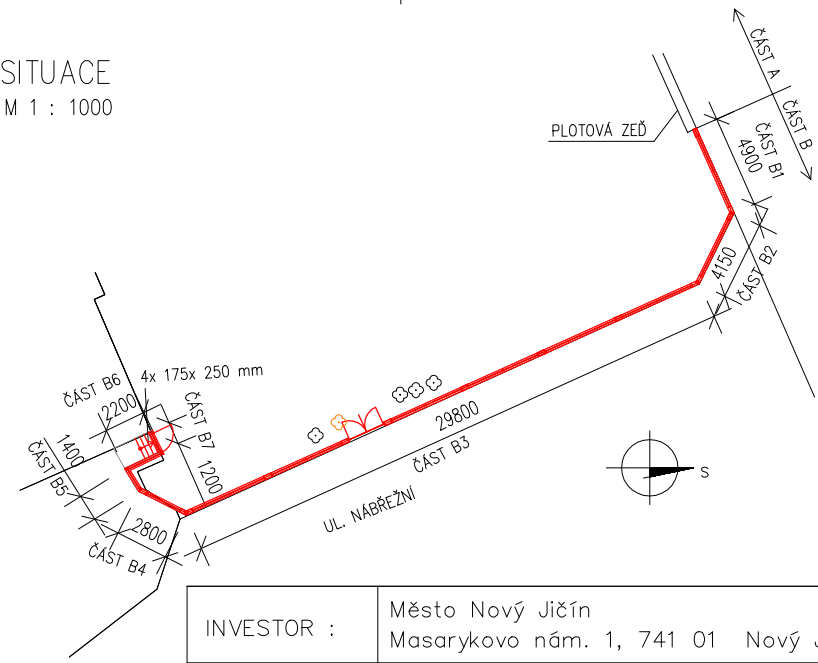 SITUACE
M 1 : 1000
ČÁST A
ČÁST B
PLOTOVÁ ZEĎ
ČÁST B1
4900
4150
ČÁST B2
ČÁST B6
4x 175x 250 mm
2200
ČÁST B7
1400
ČÁST B5
1200
29800
ČÁST B3
UL. NÁBŘEŽNÍ
S
2800
ČÁST B4
INVESTOR :
Město Nový Jičín
Masarykovo nám. 1, 741 01 Nový